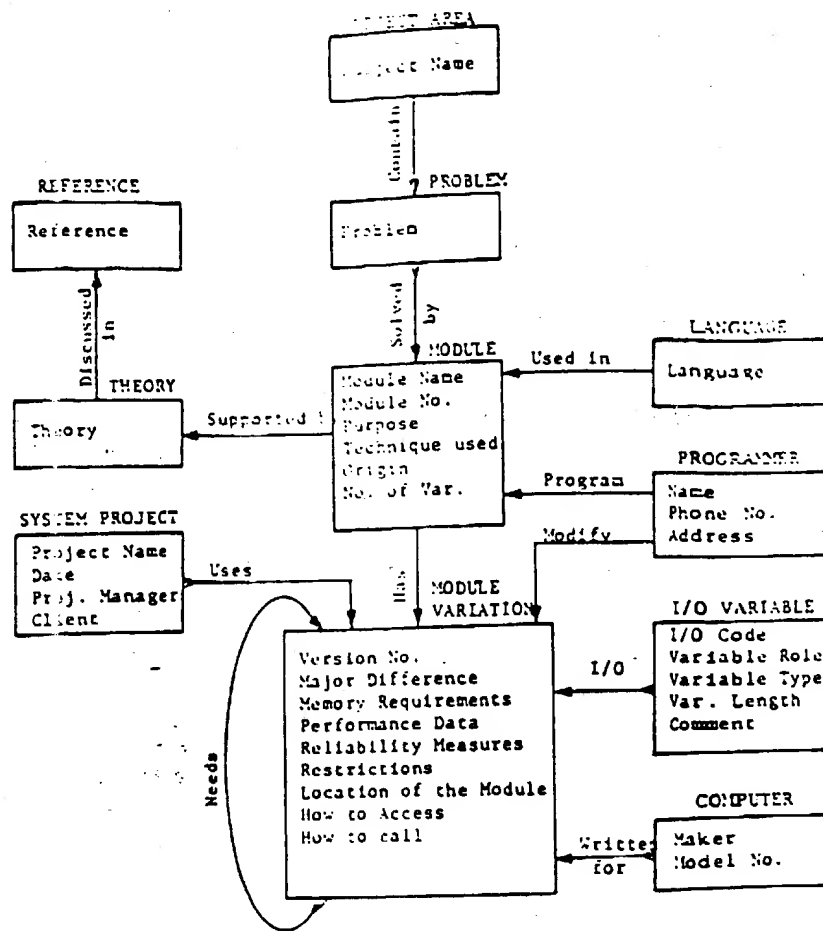 AREA
Name
Contain
PROBLEM
Problem
REFERENCE
Reference
Discussed
in
Solved
by
MODULE
Module Name
Module No.
Purpose
Technique used
Origin
No. of Var.
LANGUAGE
Language
Used in
THEORY
Theory
Supported
PROGRAMMER
Name
Phone No.
Address
Program
Modify
SYSTEM PROJECT
Project Name
Date
Proj. Manager
Client
Uses
Has
MODULE
VARIATION
Version No.
Major Difference
Memory Requirements
Performance Data
Reliability Measures
Restrictions
Location of the Module
How to Access
How to call
Needs
I/O VARIABLE
I/O Code
Variable Role
Variable Type
Var. Length
Comment
I/O
COMPUTER
Maker
Model No.
Written
for